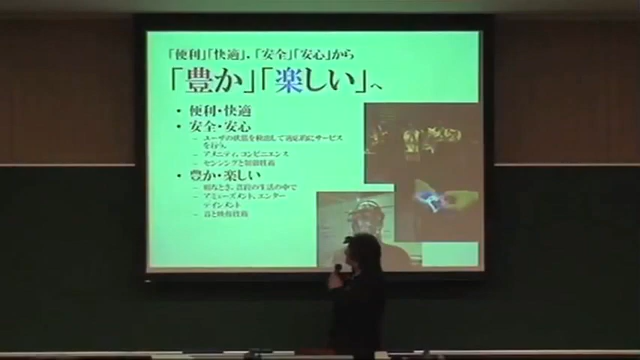 「便利」「快適」，「安全」「安心」から
「豊か」「楽しい」へ
• 便利・快適
• 安全・安心
– ユーザの状態を検出して適応的にサービス
を行う。
– アメニティ，コンビニエンス
– センシングと制御技術
• 豊か・楽しい
– な
とき，普段の生活の中で
– アミューズメント，エンター
テインメント
– 音と映像技術